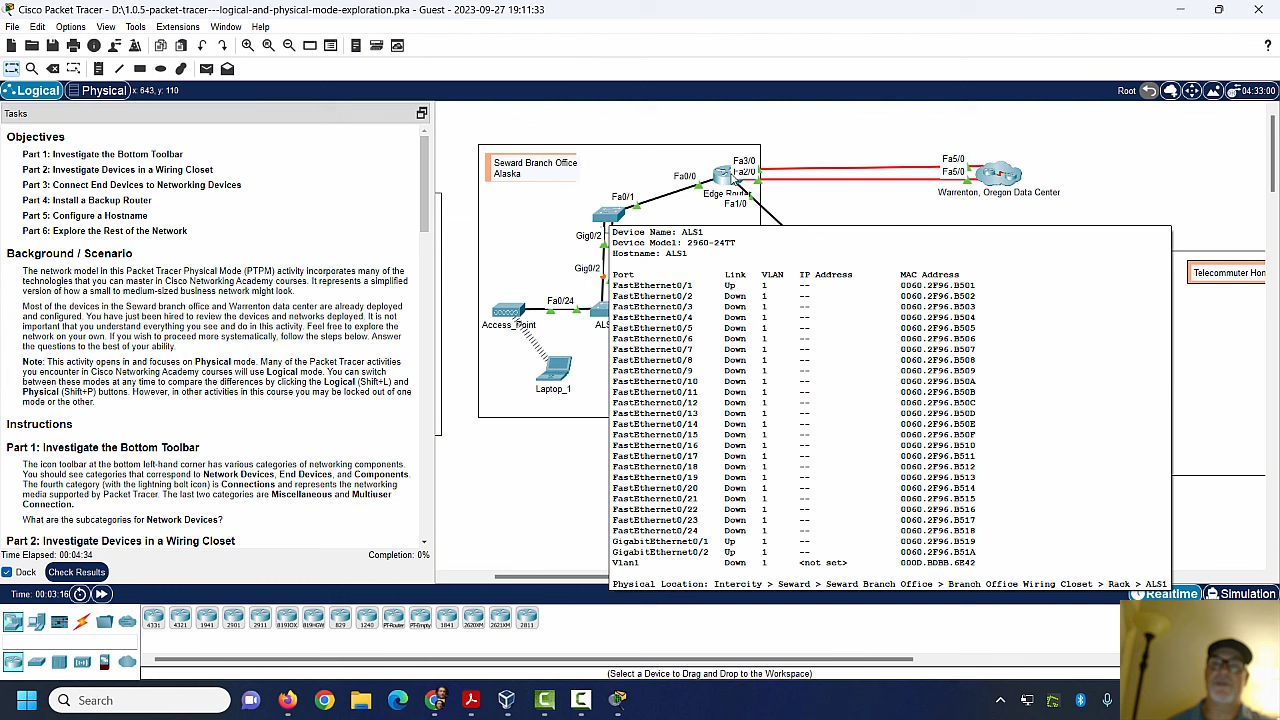 Cisco Packet Tracer - D:\1.0.5-packet-tracer---logical-and-physical-mode-exploration.pka - Guest - 2023-09-27 19:11:33
File Edit Options View Tools Extensions Window Help
Logical Physical x: 643, y: 110 Root 04:33:00
Tasks
Objectives
Part 1: Investigate the Bottom Toolbar
Part 2: Investigate Devices in a Wiring Closet
Part 3: Connect End Devices to Networking Devices
Part 4: Install a Backup Router
Part 5: Configure a Hostname
Part 6: Explore the Rest of the Network
Background / Scenario
The network model in this Packet Tracer Physical Mode (PTPM) activity incorporates many of the
technologies that you can master in Cisco Networking Academy courses. It represents a simplified
version of how a small to medium-sized business network might look.
Most of the devices in the Seward branch office and Warrenton data center are already deployed
and configured. You have just been hired to review the devices and networks deployed. It is not
important that you understand everything you see and do in this activity. Feel free to explore the
network on your own. If you wish to proceed more systematically, follow the steps below. Answer
the questions to the best of your ability.
Note: This activity opens in and focuses on Physical mode. Many of the Packet Tracer activities
you encounter in Cisco Networking Academy courses will use Logical mode. You can switch
between these modes at any time to compare the differences by clicking the Logical (Shift+L) and
Physical (Shift+P) buttons. However, in other activities in this course you may be locked out of one
mode or the other.
Instructions
Part 1: Investigate the Bottom Toolbar
The icon toolbar at the bottom left-hand corner has various categories of networking components.
You should see categories that correspond to Network Devices, End Devices, and Components.
The fourth category (with the lightning bolt icon) is Connections and represents the networking
media supported by Packet Tracer. The last two categories are Miscellaneous and Multiuser
Connection.
What are the subcategories for Network Devices?
Part 2: Investigate Devices in a Wiring Closet
Time Elapsed: 00:04:34 Completion: 0%
Dock Check Results
Seward Branch Office
Alaska
Fa3/0
Fa2/0
Fa0/0
Edge Router
Fa1/0
Fa0/1
Gig0/2
Gig0/2
Fa0/24
Access_Point
ALS
Laptop_1
Fa5/0
Fa5/0
Warrenton, Oregon Data Center
Telecommuter Hom
Device Name: ALS1
Device Model: 2960-24TT
Hostname: ALS1
Port Link VLAN IP Address MAC Address
FastEthernet0/1 Up 1 -- 0060.2F96.B501
FastEthernet0/2 Down 1 -- 0060.2F96.B502
FastEthernet0/3 Down 1 -- 0060.2F96.B503
FastEthernet0/4 Down 1 -- 0060.2F96.B504
FastEthernet0/5 Down 1 -- 0060.2F96.B505
FastEthernet0/6 Down 1 -- 0060.2F96.B506
FastEthernet0/7 Down 1 -- 0060.2F96.B507
FastEthernet0/8 Down 1 -- 0060.2F96.B508
FastEthernet0/9 Down 1 -- 0060.2F96.B509
FastEthernet0/10 Down 1 -- 0060.2F96.B50A
FastEthernet0/11 Down 1 -- 0060.2F96.B50B
FastEthernet0/12 Down 1 -- 0060.2F96.B50C
FastEthernet0/13 Down 1 -- 0060.2F96.B50D
FastEthernet0/14 Down 1 -- 0060.2F96.B50E
FastEthernet0/15 Down 1 -- 0060.2F96.B50F
FastEthernet0/16 Down 1 -- 0060.2F96.B510
FastEthernet0/17 Down 1 -- 0060.2F96.B511
FastEthernet0/18 Down 1 -- 0060.2F96.B512
FastEthernet0/19 Down 1 -- 0060.2F96.B513
FastEthernet0/20 Down 1 -- 0060.2F96.B514
FastEthernet0/21 Down 1 -- 0060.2F96.B515
FastEthernet0/22 Down 1 -- 0060.2F96.B516
FastEthernet0/23 Down 1 -- 0060.2F96.B517
FastEthernet0/24 Down 1 -- 0060.2F96.B518
GigabitEthernet0/1 Up 1 -- 0060.2F96.B519
GigabitEthernet0/2 Up 1 -- 0060.2F96.B51A
Vlan1 Down 1 <not set> 000D.BDBB.6E42
Physical Location: Intercity > Seward > Seward Branch Office > Branch Office Wiring Closet > Rack > ALS1
Time: 00:03:16 Realtime Simulation
4331 4321 1941 2901 2911 819IOX 819HGW 829 1240 PT-Router PT-Empty 1841 2620XM 2621XM 2811
(Select a Device to Drag and Drop to the Workspace)
Search